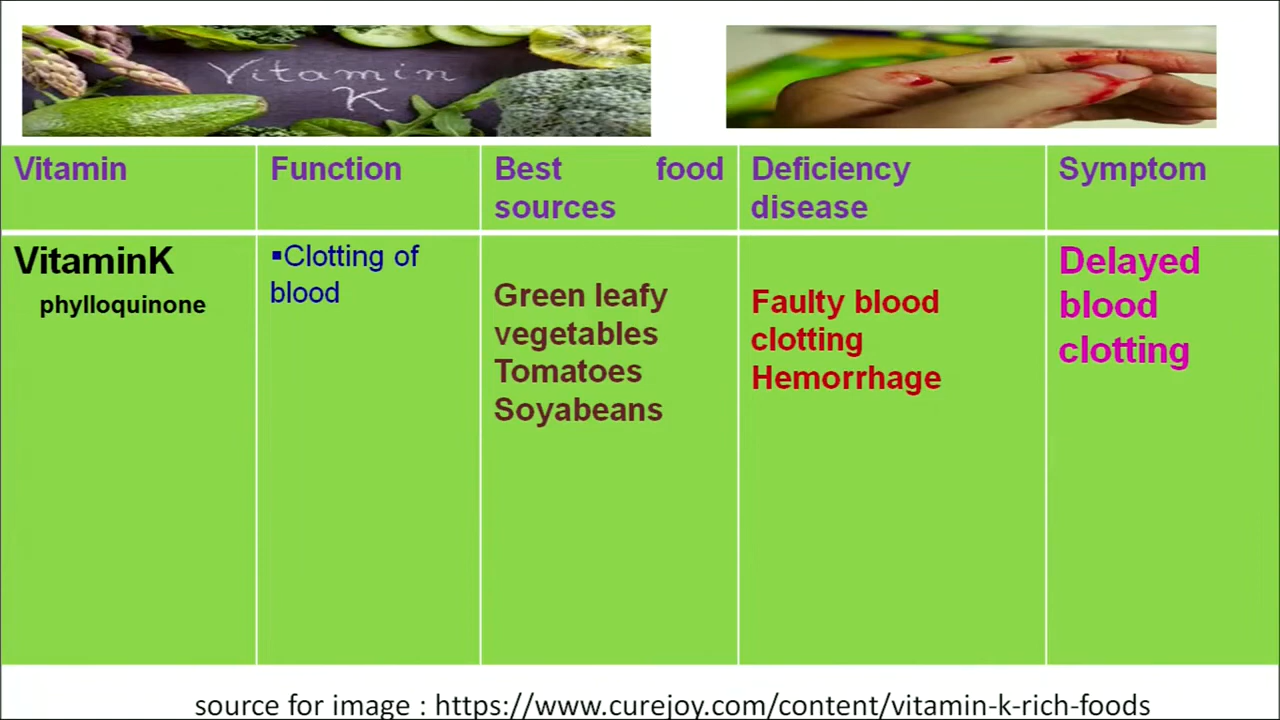 Vitamin
K
Vitamin
Function
Best food
sources
Deficiency
disease
Symptom
VitaminK
phylloquinone
▪Clotting of
blood
Green leafy
vegetables
Tomatoes
Soyabeans
Faulty blood
clotting
Hemorrhage
Delayed
blood
clotting
source for image : https://www.curejoy.com/content/vitamin-k-rich-foods